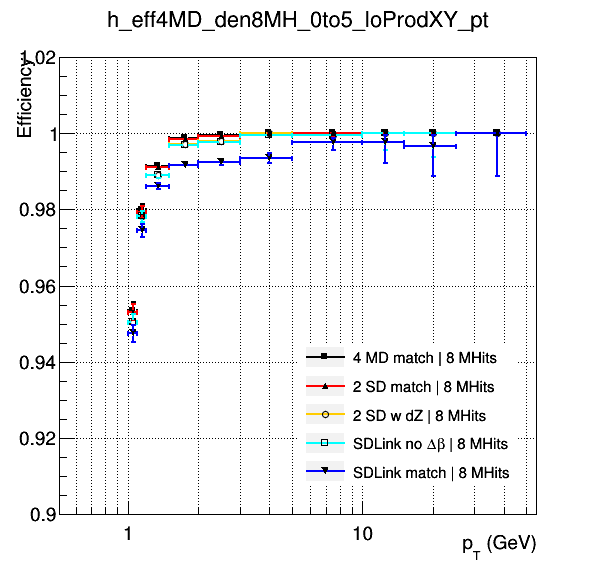 h_eff4MD_den8MH_0to5_loProdXY_pt
Efficiency
1.02
1
0.98
0.96
0.94
0.92
0.9
4 MD match | 8 MHits
2 SD match | 8 MHits
2 SD w dZ | 8 MHits
SDLink no Δβ | 8 MHits
SDLink match | 8 MHits
1
10
p_T (GeV)